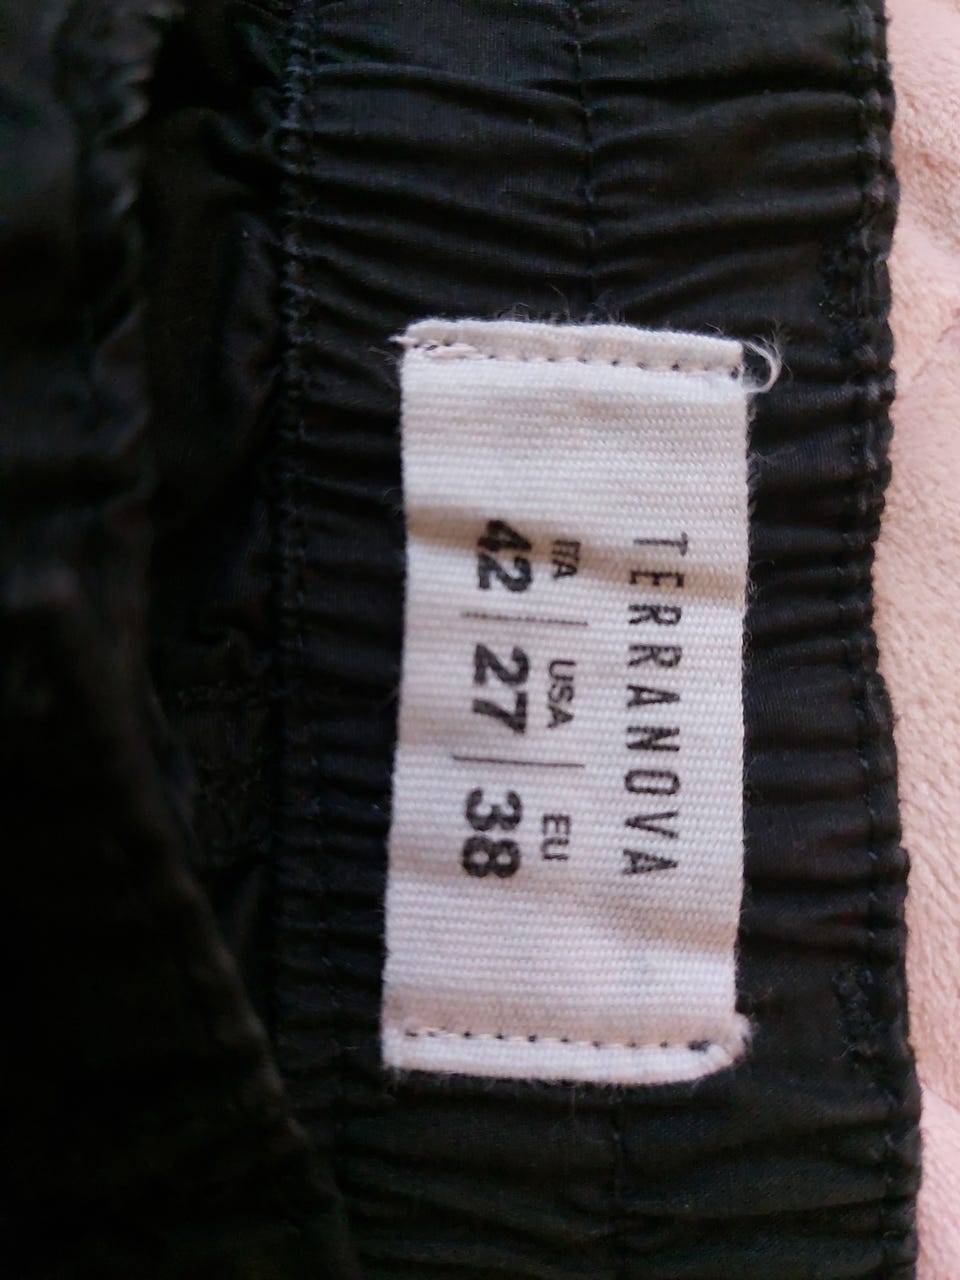 TERRANOVA
ITA USA EU
42 | 27 | 38